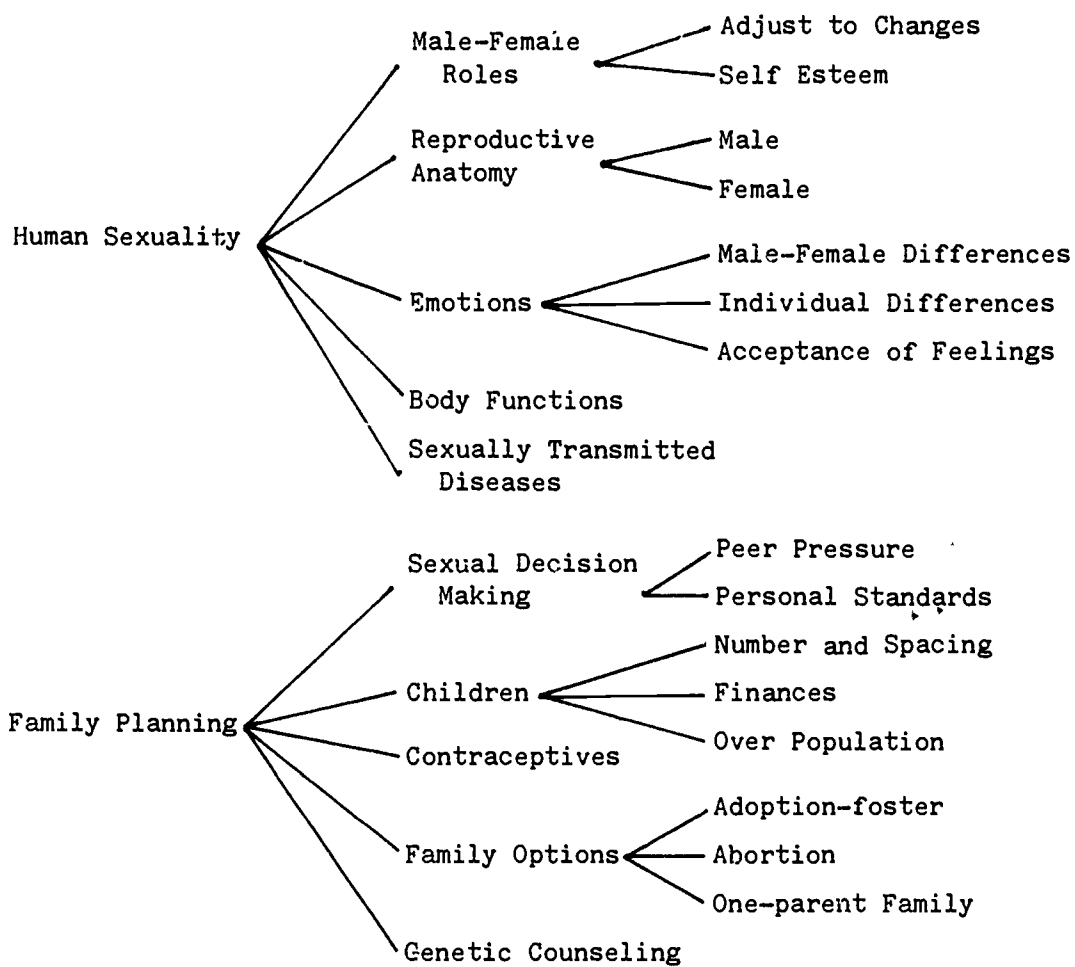 Male-Female
Roles
Adjust to Changes
Self Esteem
Reproductive
Anatomy
Male
Female
Human Sexuality
Emotions
Male-Female Differences
Individual Differences
Acceptance of Feelings
Body Functions
Sexually Transmitted
Diseases
Sexual Decision
Making
Peer Pressure
Personal Standards
Family Planning
Children
Number and Spacing
Finances
Over Population
Contraceptives
Family Options
Adoption-foster
Abortion
One-parent Family
Genetic Counseling